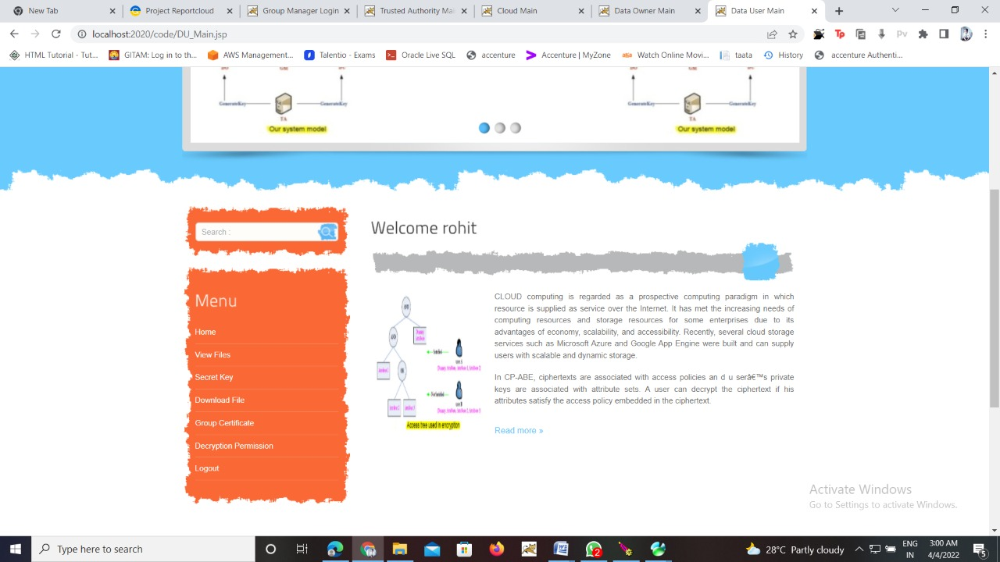 New Tab
Project Tab
Group Manager Login
Trusted Authority Ma
Cloud Main
Data Owner Main
Data User Main
localhost:2020/code/DU_Main.jsp
HTML Tutorial - Tut...
GITAM: Log in to th...
AWS Management...
Talentio - Exams
Oracle Live SQL
accenture
Accenture | MyZone
Watch Online Movi...
taata
History
accenture Authenti...
GenerateKey
GenerateKey
TA
Our system model
GenerateKey
GenerateKey
TA
Our system model
Search :
Welcome rohit
Menu
Home
View Files
Secret Key
Download File
Group Certificate
Decryption Permission
Logout
Access tree used in encryption
CLOUD computing is regarded as a prospective computing paradigm in which
resource is supplied as service over the Internet. It has met the increasing needs of
computing resources and storage resources for some enterprises due to its
advantages of economy, scalability, and accessibility. Recently, several cloud storage
services such as Microsoft Azure and Google App Engine were built and can supply
users with scalable and dynamic storage.
In CP-ABE, ciphertexts are associated with access policies an d u serâ€™s private
keys are associated with attribute sets. A user can decrypt the ciphertext if his
attributes satisfy the access policy embedded in the ciphertext.
Read more »
Activate Windows
Go to Settings to activate Windows.
Type here to search
2
28°C Partly cloudy
ENG
IN
3:00 AM
4/4/2022
5